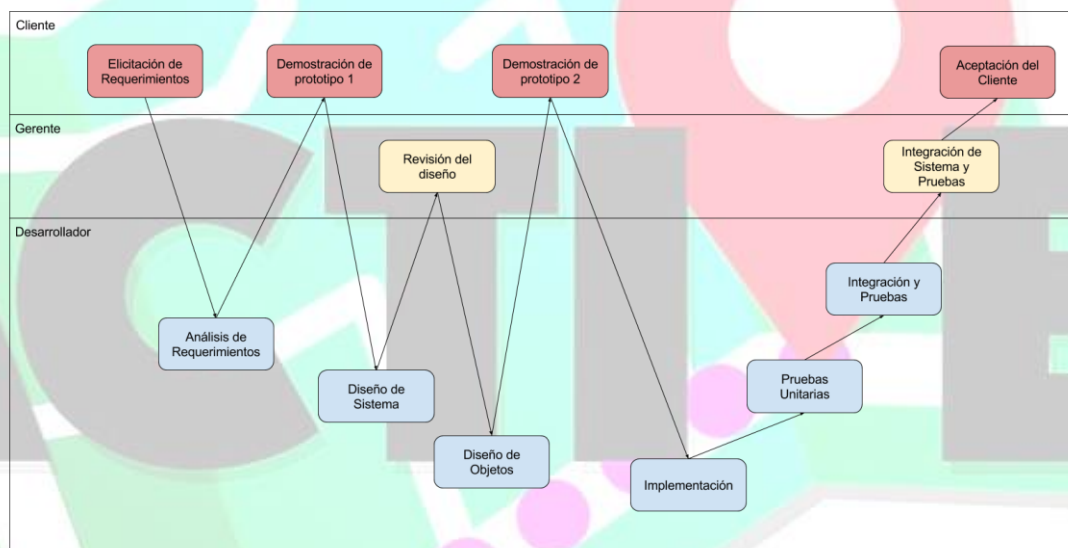 Cliente
Elicitación de
Requerimientos
Demostración de
prototipo 1
Demostración de
prototipo 2
Aceptación del
Cliente
Gerente
Revisión del
diseño
Integración de
Sistema y
Pruebas
Desarrollador
Integración y
Pruebas
Análisis de
Requerimientos
Diseño de
Sistema
Pruebas
Unitarias
Diseño de
Objetos
Implementación
CTI